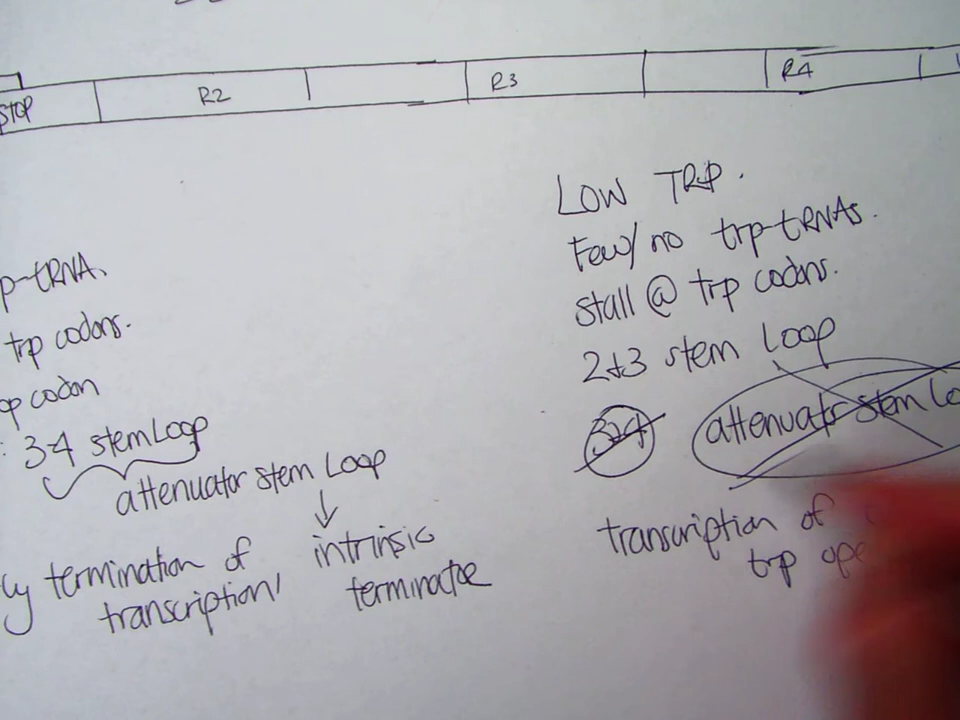 STOP R2 R3 R4
p-tRNA.
trp codons.
op codon
: 3-4 stem Loop
attenuator stem Loop
↓
ly termination of transcription'
intrinsic terminator
LOW TRP.
Few/no trp-tRNAs.
stall @ trp codons.
2+3 stem loop
3-4 attenuator stem Lo
transcription of
trp ope